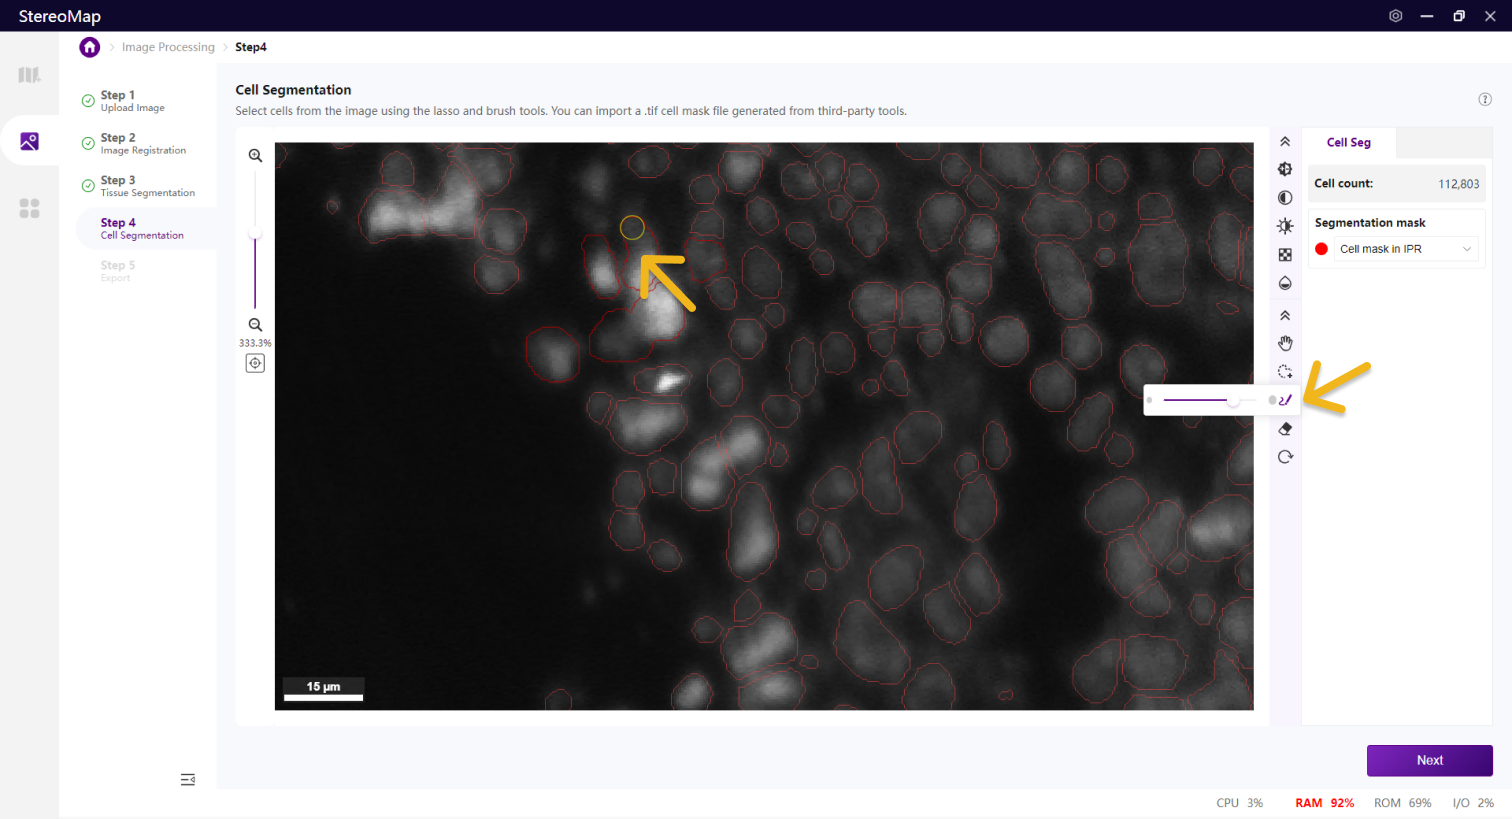 StereoMap
Image Processing
Step4
Step 1
Upload Image
Step 2
Image Registration
Step 3
Tissue Segmentation
Step 4
Cell Segmentation
Step 5
Export
Cell Segmentation
Select cells from the image using the lasso and brush tools. You can import a .tif cell mask file generated from third-party tools.
333.3%
15 µm
Cell Seg
Cell count: 112,803
Segmentation mask
Cell mask in IPR
Next
CPU 3% RAM 92% ROM 69% I/O 2%